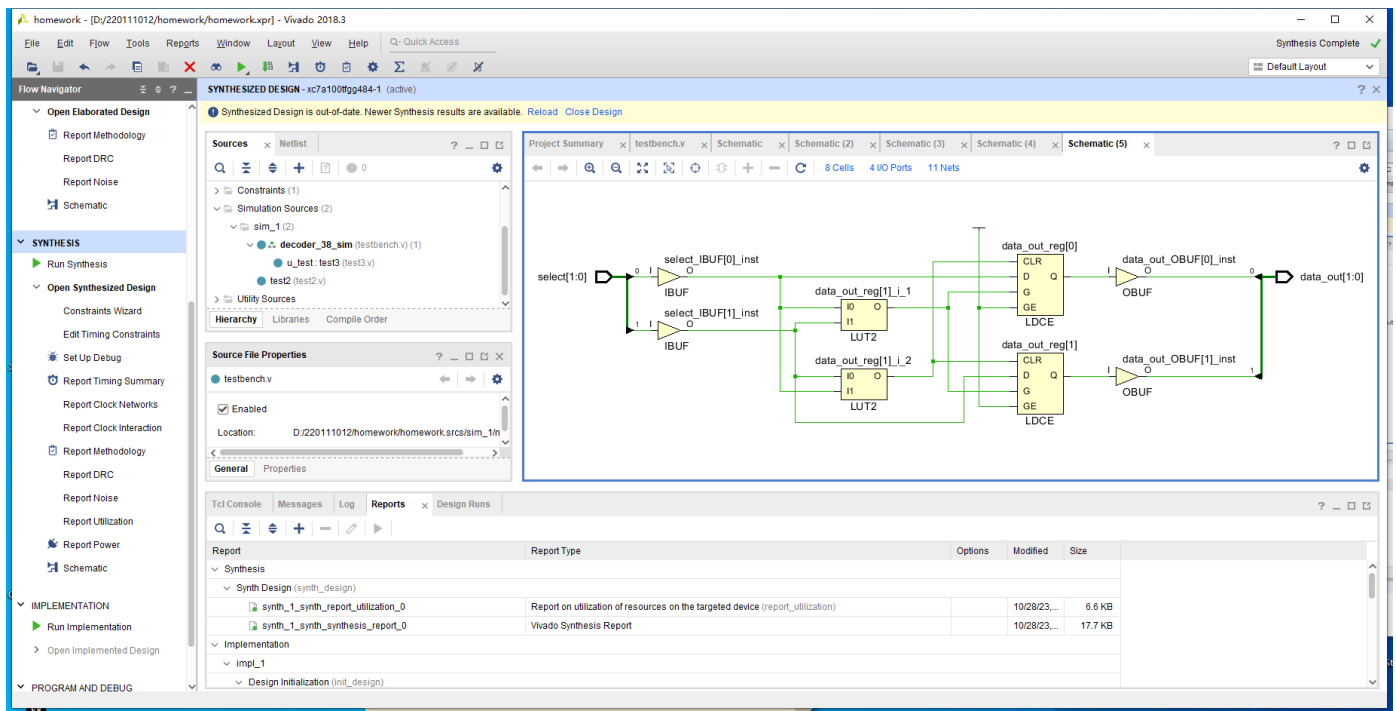 homework - [D:/220111012/homework/homework.xpr] - Vivado 2018.3
File Edit Flow Tools Reports Window Layout View Help Q- Quick Access
Synthesis Complete
Default Layout
Flow Navigator
SYNTHESIZED DESIGN - xc7a100tfgg484-1 (active)
Synthesized Design is out-of-date. Newer Synthesis results are available. Reload Close Design
Open Elaborated Design
Report Methodology
Report DRC
Report Noise
Schematic
SYNTHESIS
Run Synthesis
Open Synthesized Design
Constraints Wizard
Edit Timing Constraints
Set Up Debug
Report Timing Summary
Report Clock Networks
Report Clock Interaction
Report Methodology
Report DRC
Report Noise
Report Utilization
Report Power
Schematic
IMPLEMENTATION
Run Implementation
Open Implemented Design
PROGRAM AND DEBUG
Sources Netlist
0
Constraints (1)
Simulation Sources (2)
sim_1 (2)
decoder_38_sim (testbench.v) (1)
u_test : test3 (test3.v)
test2 (test2.v)
Utility Sources
Hierarchy Libraries Compile Order
Source File Properties
testbench.v
Enabled
Location: D:/220111012/homework/homework.srcs/sim_1/n
General Properties
Project Summary testbench.v Schematic Schematic (2) Schematic (3) Schematic (4) Schematic (5)
8 Cells 4 I/O Ports 11 Nets
select[1:0]
0 I select_IBUF[0]_inst O
IBUF
1 I select_IBUF[1]_inst O
IBUF
data_out_reg[1]_i_1
I0 O
I1
LUT2
data_out_reg[1]_i_2
I0 O
I1
LUT2
data_out_reg[0]
CLR
D Q
G
GE
LDCE
data_out_reg[1]
CLR
D Q
G
GE
LDCE
data_out_OBUF[0]_inst
I O 0
OBUF
data_out_OBUF[1]_inst
I O 1
OBUF
data_out[1:0]
Tcl Console Messages Log Reports Design Runs
Report Report Type Options Modified Size
Synthesis
Synth Design (synth_design)
synth_1_synth_report_utilization_0 Report on utilization of resources on the targeted device (report_utilization) 10/28/23,... 6.6 KB
synth_1_synth_synthesis_report_0 Vivado Synthesis Report 10/28/23,... 17.7 KB
Implementation
impl_1
Design Initialization (init_design)